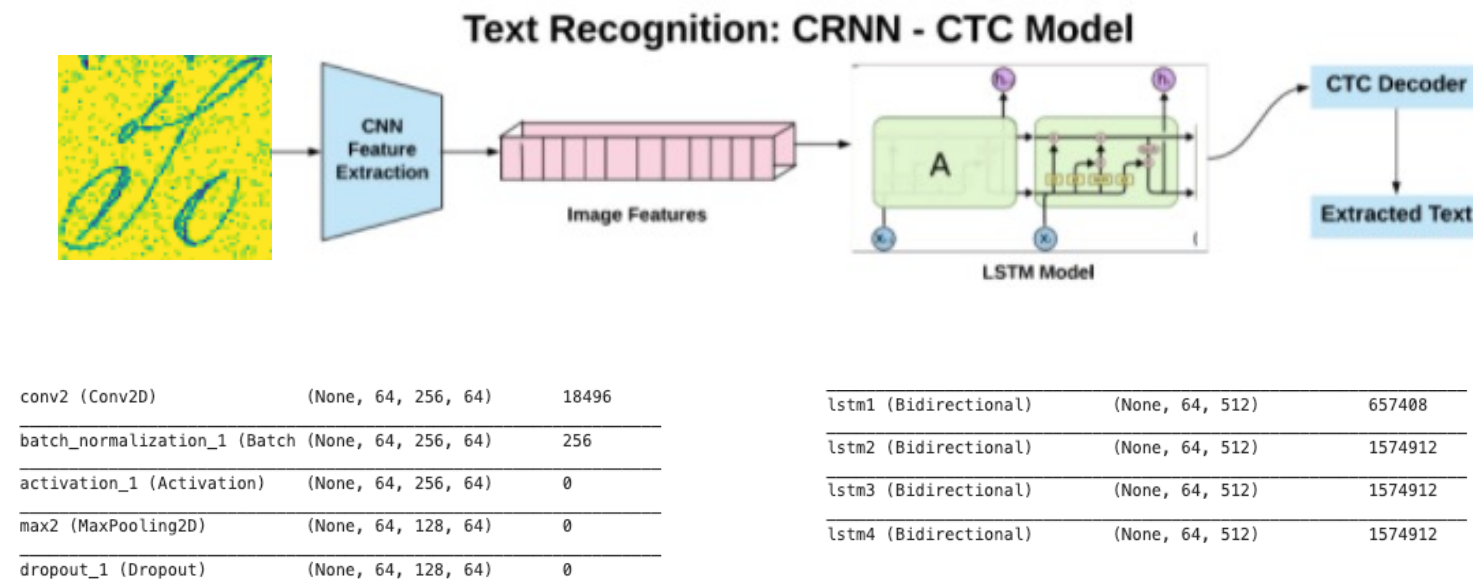 Text Recognition: CRNN - CTC Model
CNN
Feature
Extraction
Image Features
A
LSTM Model
CTC Decoder
Extracted Text
conv2 (Conv2D) (None, 64, 256, 64) 18496
batch_normalization_1 (Batch (None, 64, 256, 64) 256
activation_1 (Activation) (None, 64, 256, 64) 0
max2 (MaxPooling2D) (None, 64, 128, 64) 0
dropout_1 (Dropout) (None, 64, 128, 64) 0
lstm1 (Bidirectional) (None, 64, 512) 657408
lstm2 (Bidirectional) (None, 64, 512) 1574912
lstm3 (Bidirectional) (None, 64, 512) 1574912
lstm4 (Bidirectional) (None, 64, 512) 1574912